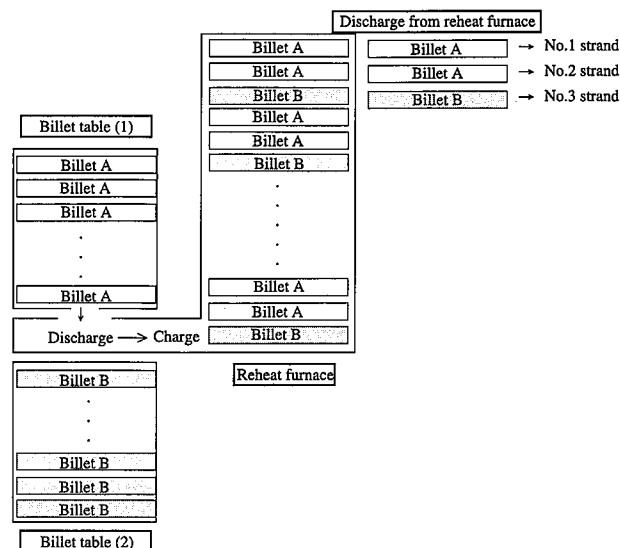 Discharge from reheat furnace
Billet A
Billet A → No.1 strand
Billet A
Billet A → No.2 strand
Billet B
Billet B → No.3 strand
Billet A
Billet A
Billet B
Billet table (1)
Billet A
Billet A
Billet A
Billet A
Billet A
Billet A
Billet B
Discharge → Charge
Reheat furnace
Billet B
Billet B
Billet B
Billet B
Billet table (2)